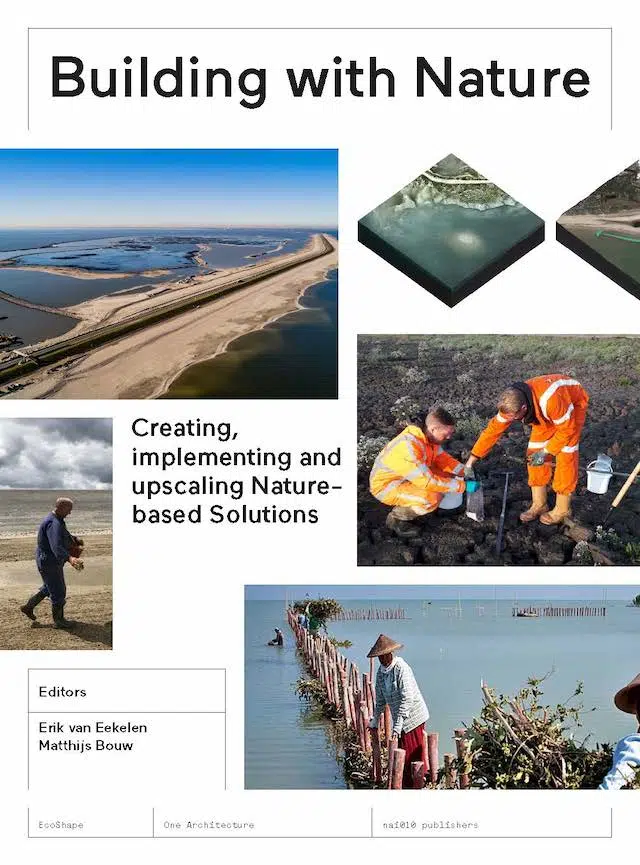 Building with Nature
Creating,
implementing and
upscaling Nature-
based Solutions
Editors
Erik van Eekelen
Matthijs Bouw
EcoShape
One Architecture
nai010 publishers